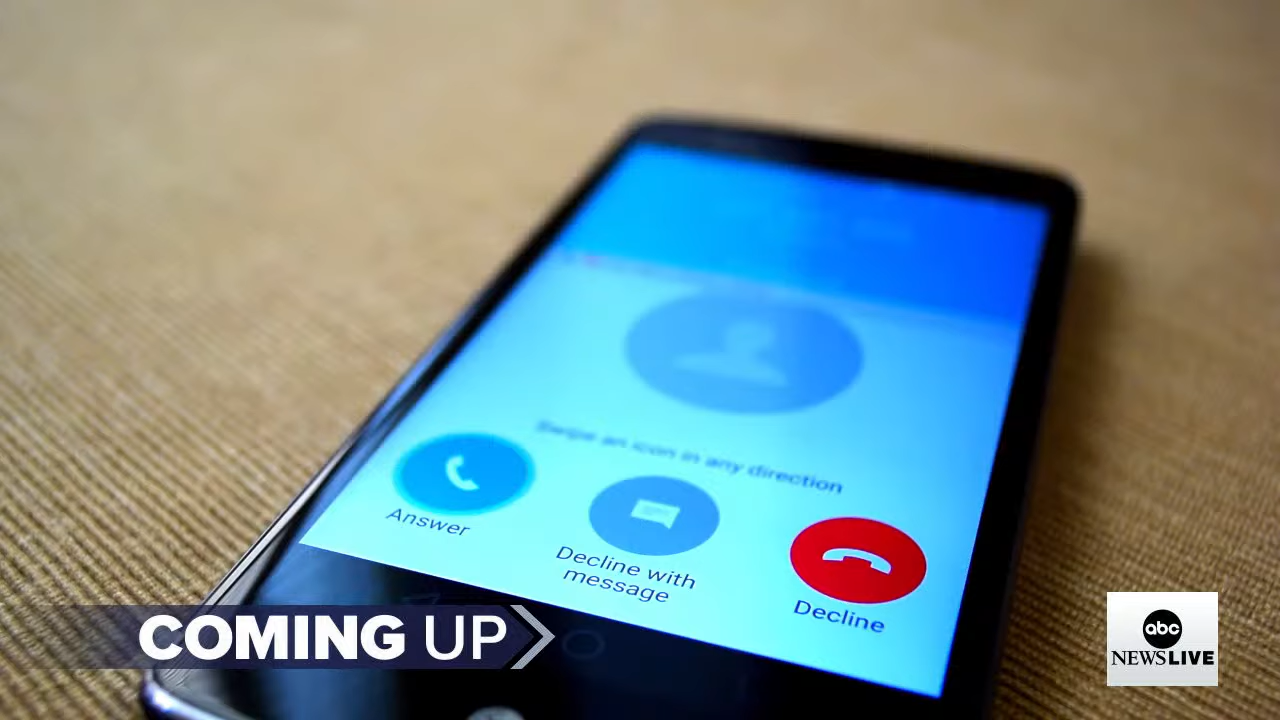 Swipe an icon in any direction
Answer
Decline with
message
Decline
COMING UP
abc
NEWSLIVE